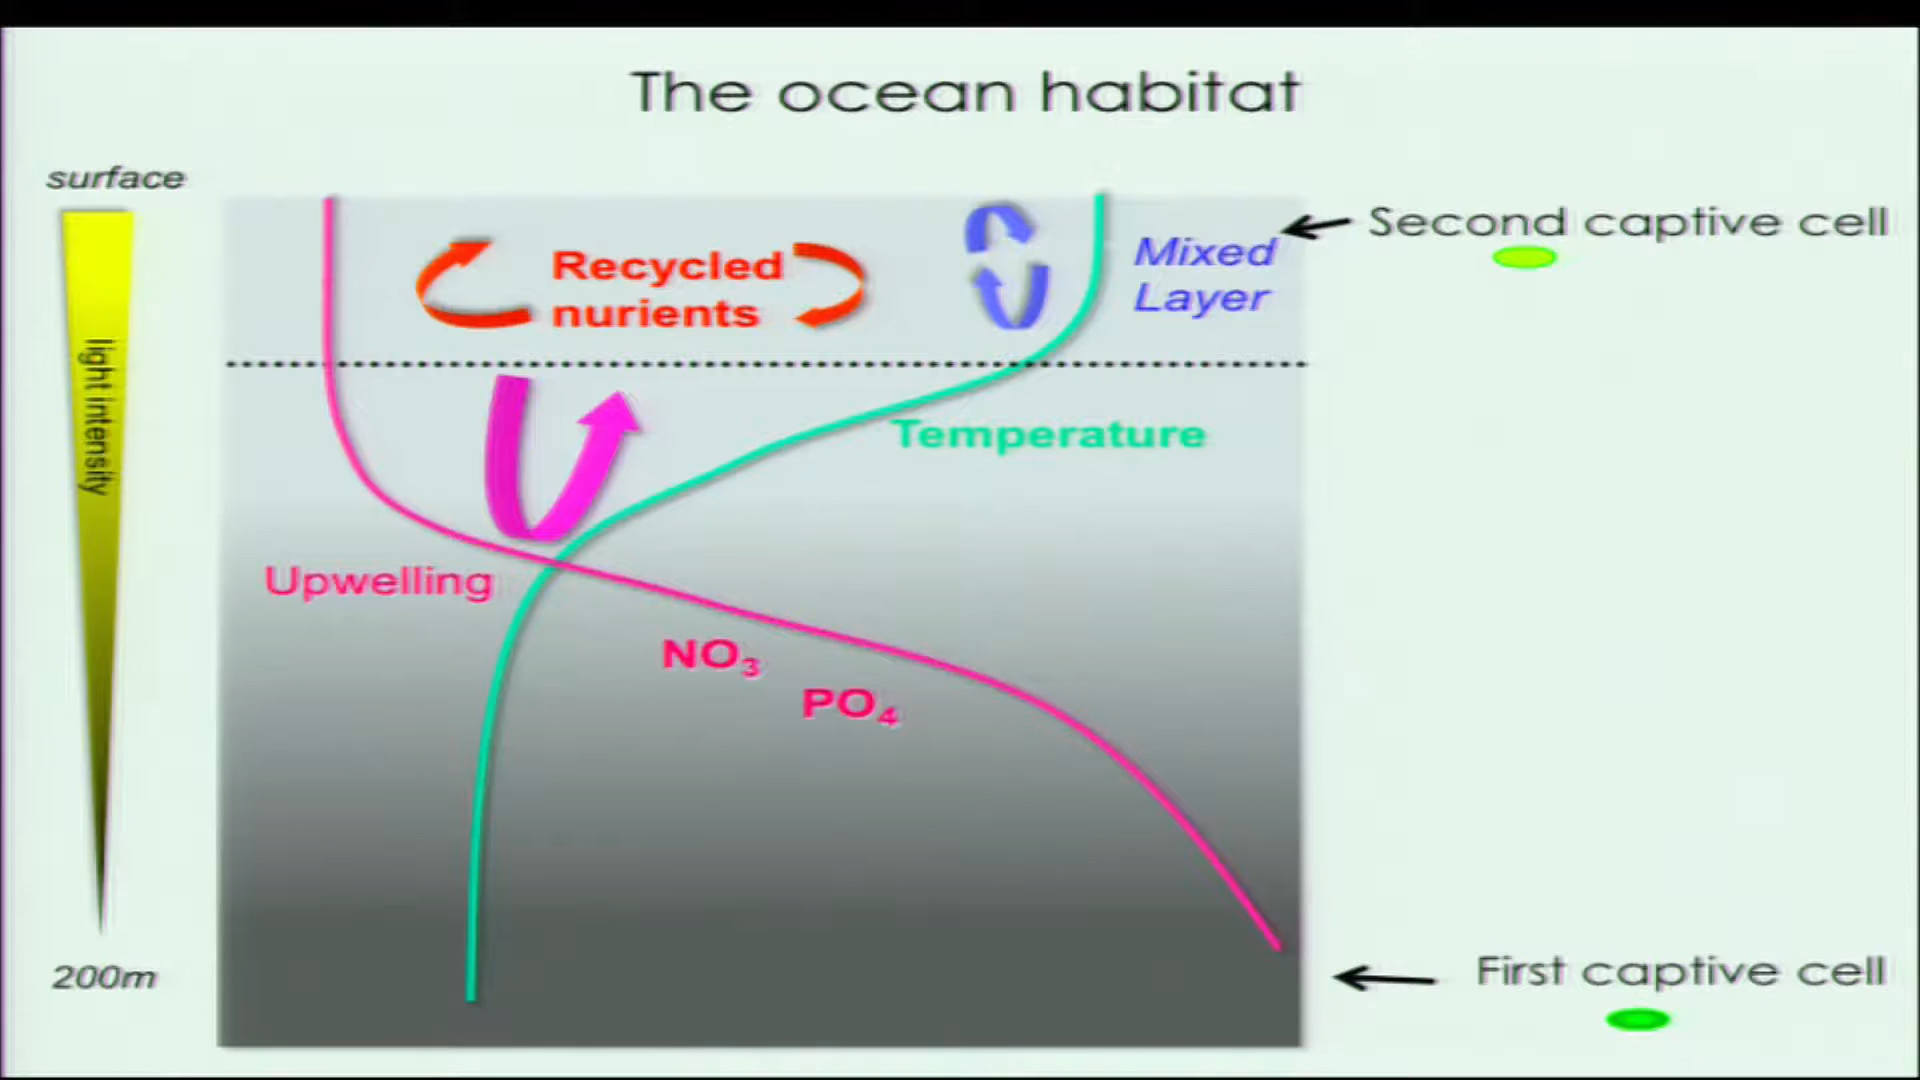 The ocean habitat
surface
Second captive cell
Recycled
nurients
Mixed
Layer
light intensity
Temperature
Upwelling
NO₃
PO₄
200m
First captive cell